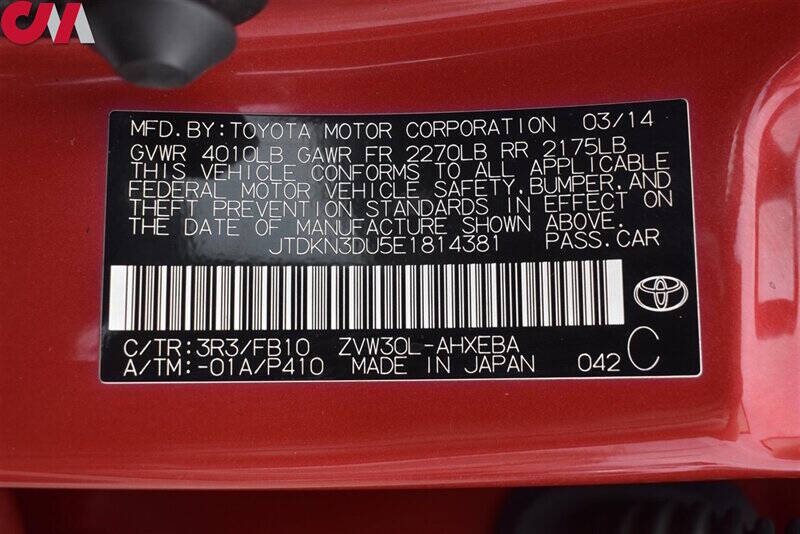 CM
MFD. BY: TOYOTA MOTOR CORPORATION 03/14
GVWR 4010LB GAWR FR 2270LB RR 2175LB
THIS VEHICLE CONFORMS TO ALL APPLICABLE
FEDERAL MOTOR VEHICLE SAFETY, BUMPER, AND
THEFT PREVENTION STANDARDS IN EFFECT ON
THE DATE OF MANUFACTURE SHOWN ABOVE.
JTDKN3DU5E1814381 PASS.CAR
C/TR:3R3/FB10 ZVW30L-AHXEBA
A/TM:-01A/P410 MADE IN JAPAN 042 C